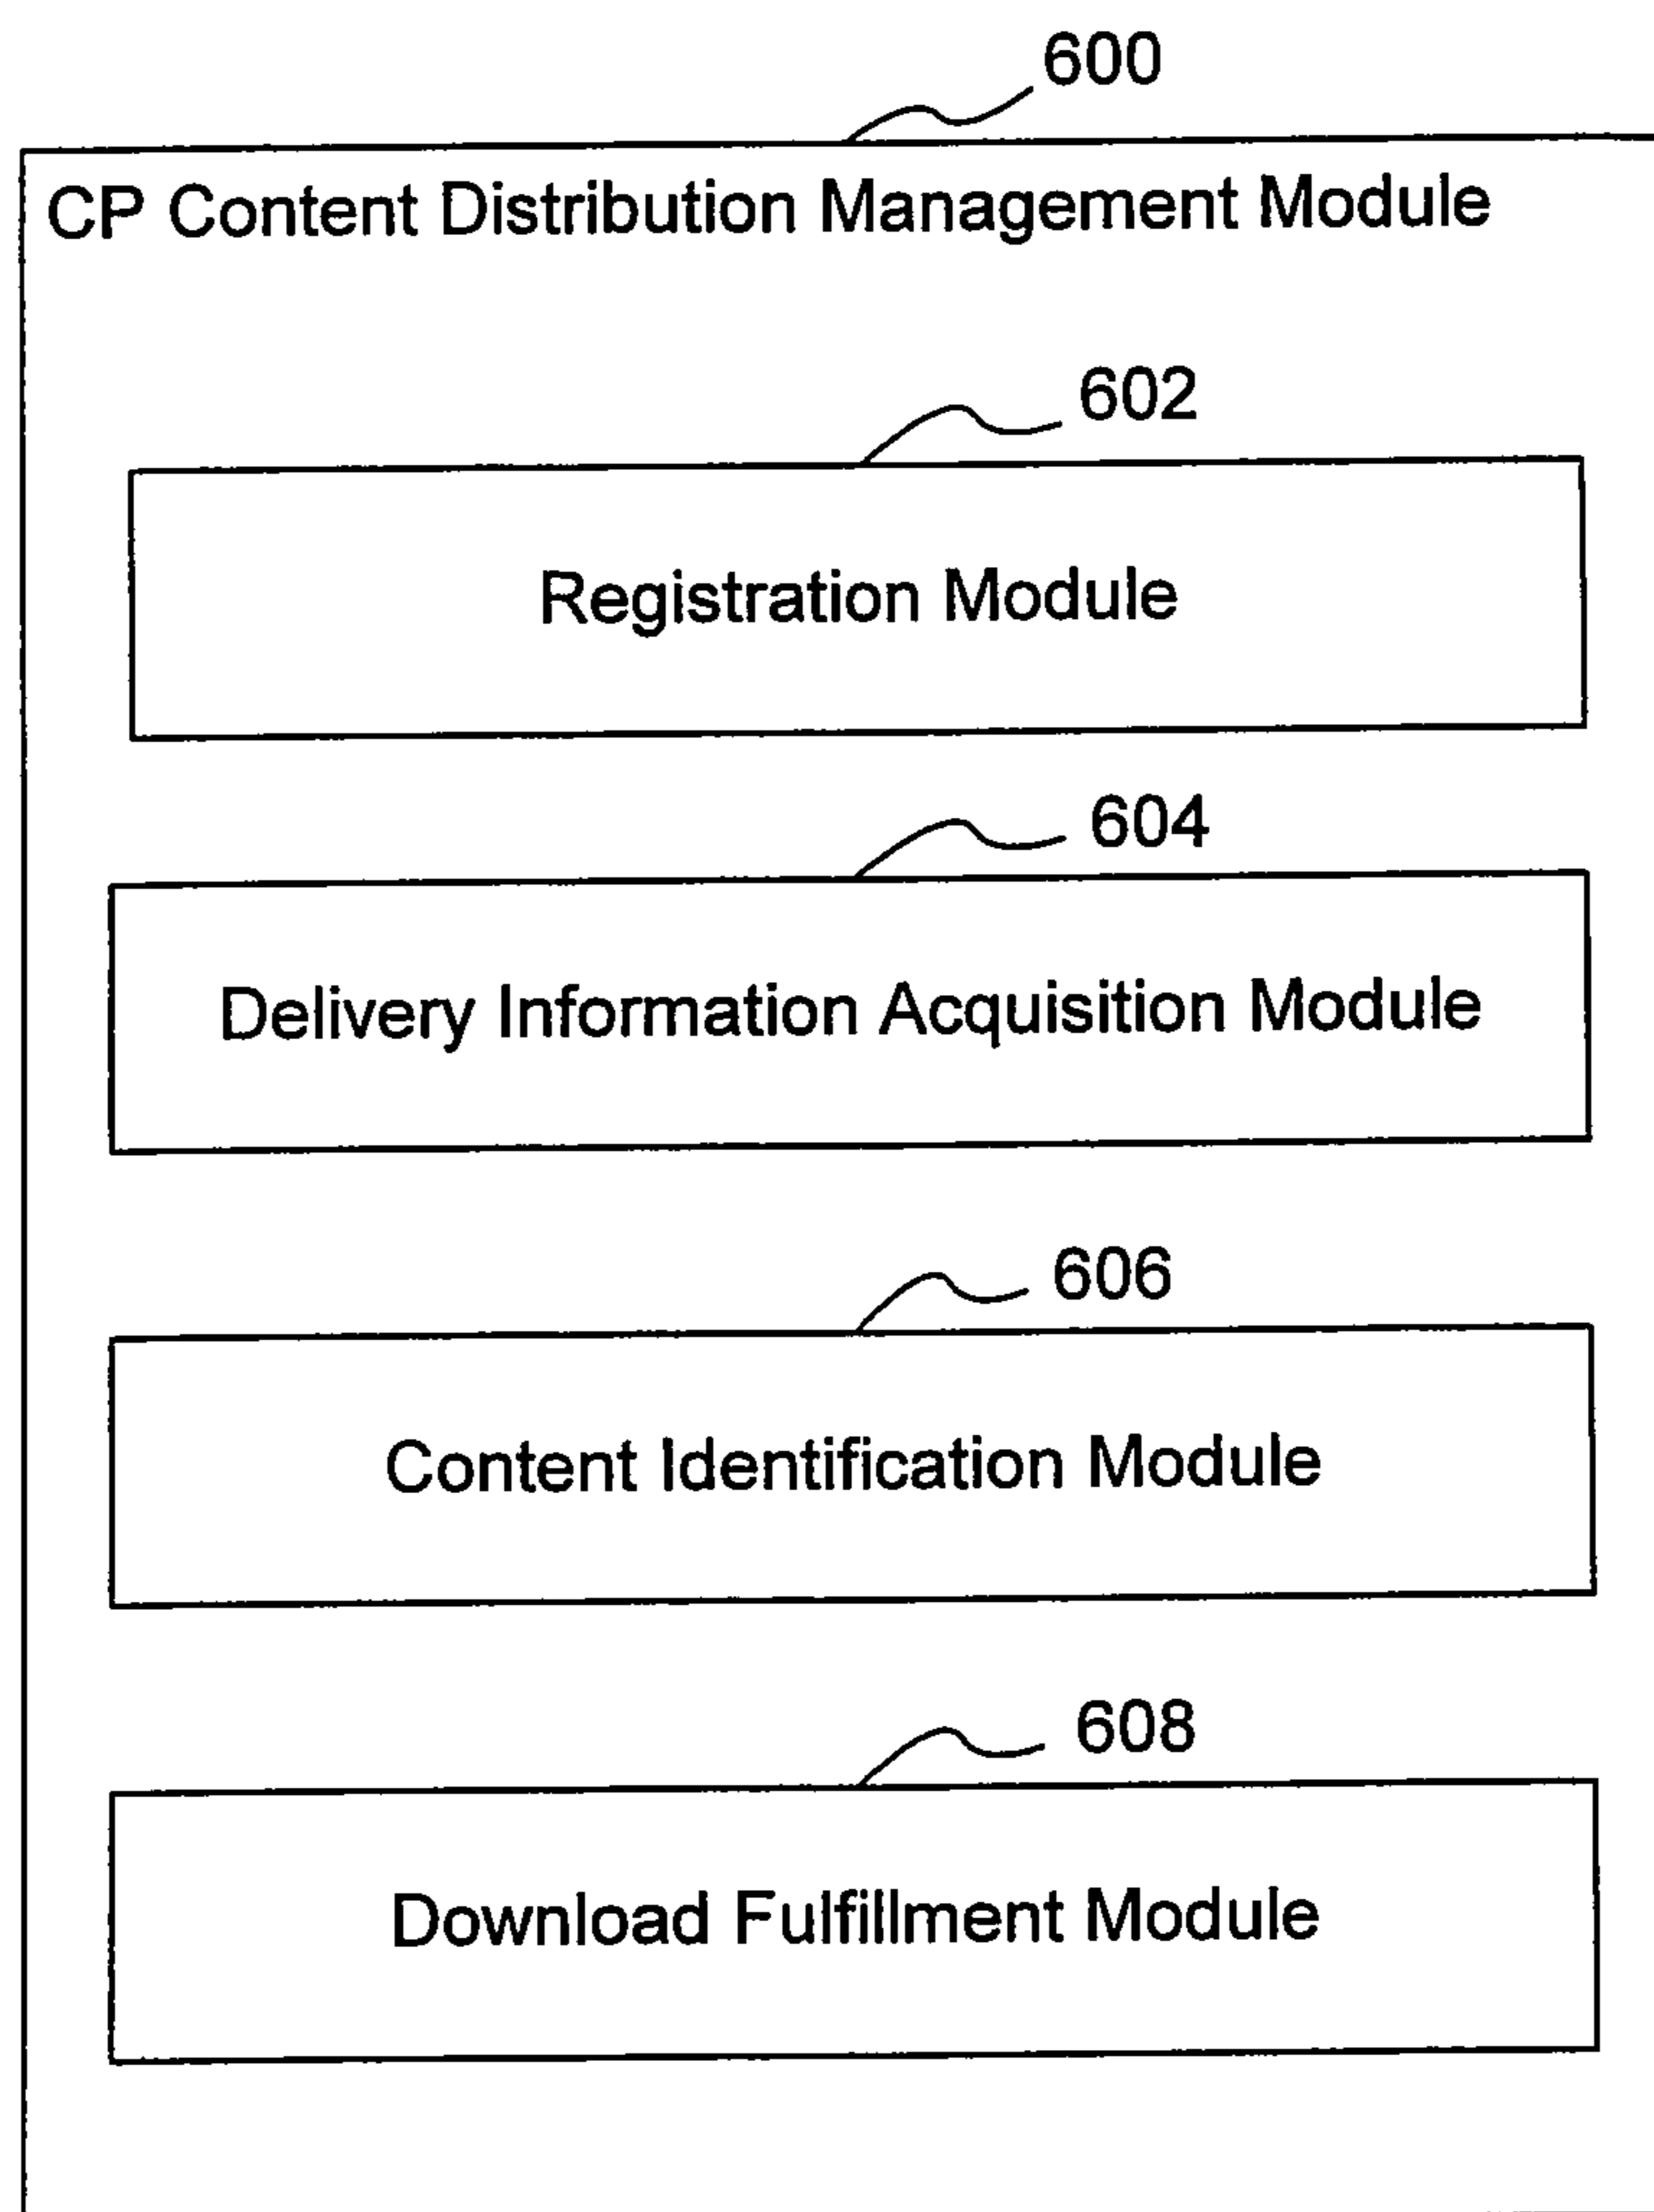 600
CP Content Distribution Management Module
602
Registration Module
604
Delivery Information Acquisition Module
606
Content Identification Module
608
Download Fulfillment Module